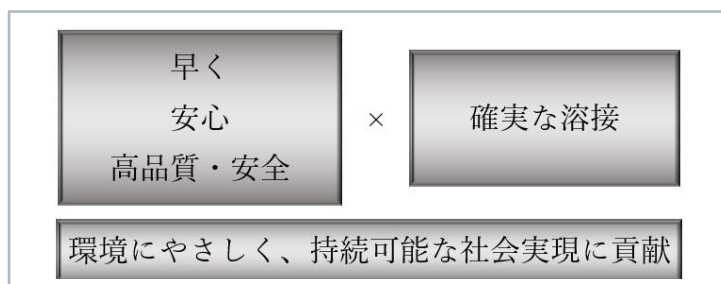 早く
安心
高品質・安全
×
確実な溶接
環境にやさしく、持続可能な社会実現に貢献